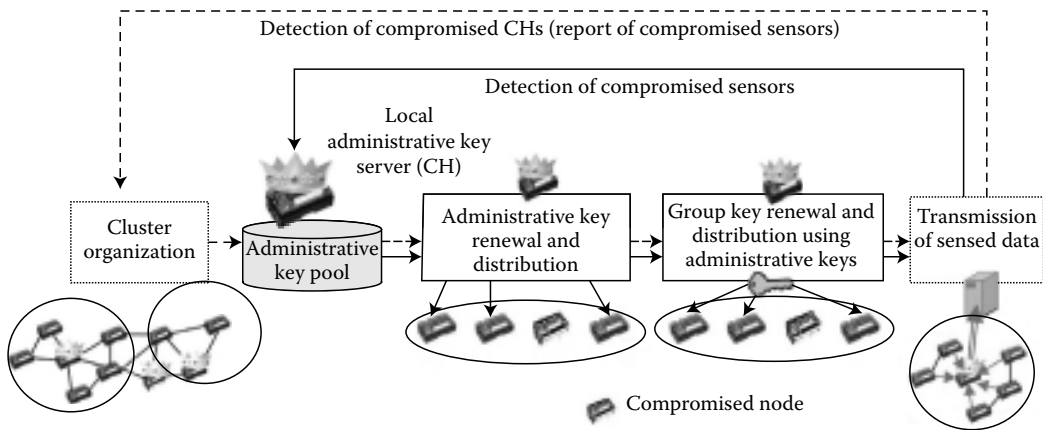 Detection of compromised CHs (report of compromised sensors)
Detection of compromised sensors
Local
administrative key
server (CH)
Cluster
organization
Administrative
key pool
Administrative key
renewal and
distribution
Group key renewal and
distribution using
administrative keys
Transmission
of sensed data
Compromised node